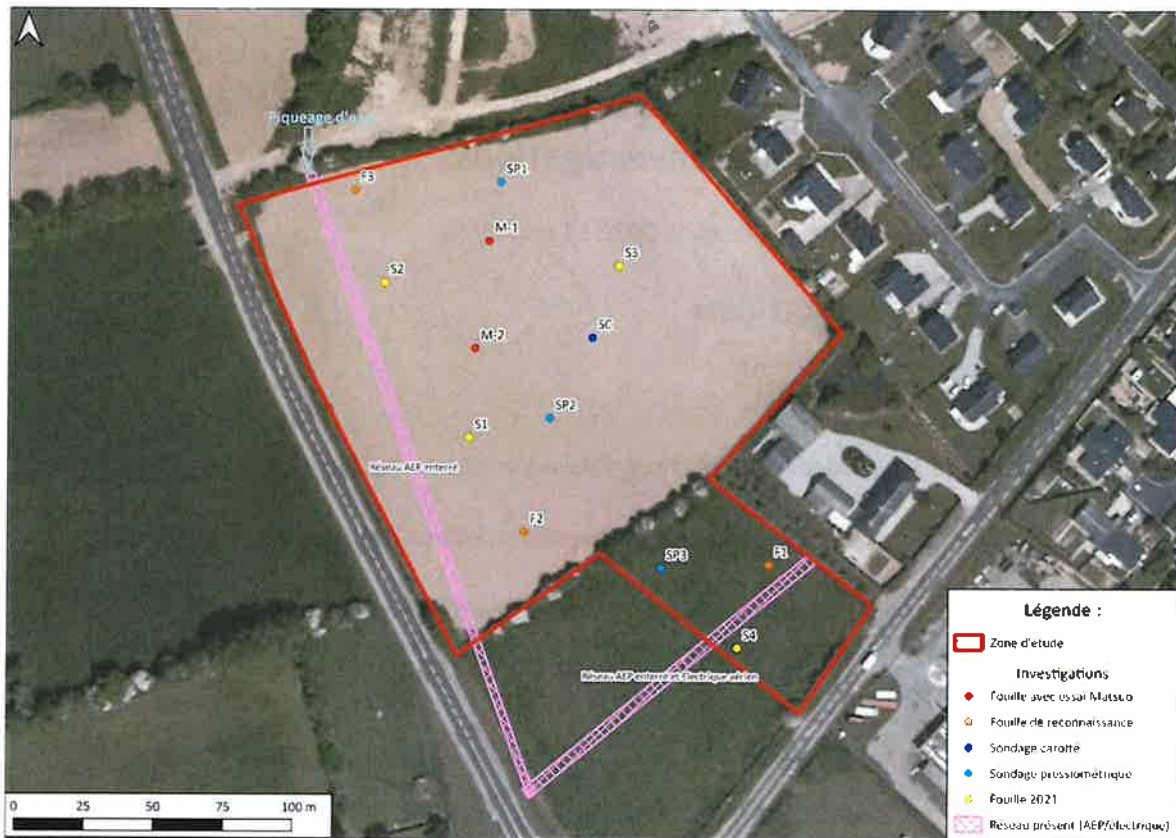 Piqueage d'eau
F3
SP1
M-1
S2
S3
SC
M-2
SP2
S1
Réseau AEP enterré
F2
SP3
F1
S4
Réseau AEP enterré et Electrique aérien
Légende :
Zone d'étude
Investigations
Fouille avec essai Matsuo
Fouille de reconnaissance
Sondage carotté
Sondage pressiométrique
Fouille 2021
Réseau présent (AEP/électrique)
0 25 50 75 100 m